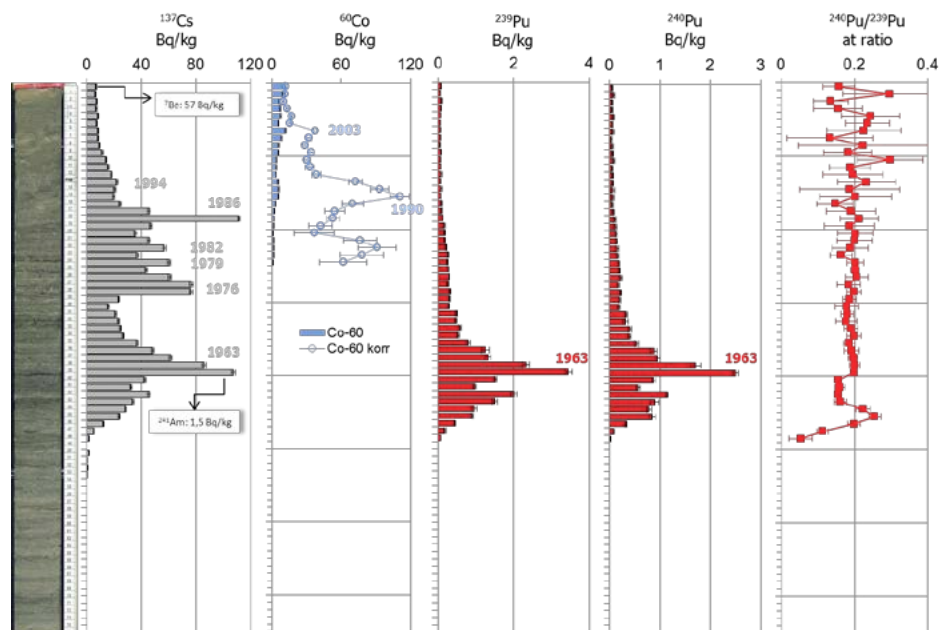 137Cs
Bq/kg
0 40 80 120
7Be: 57 Bq/kg
1994
1986
1982
1979
1976
1963
241Am: 1,5 Bq/kg
60Co
Bq/kg
0 60 120
2003
1990
Co-60
Co-60 korr
239Pu
Bq/kg
0 2 4
1963
240Pu
Bq/kg
0 1 2 3
1963
240Pu/239Pu
at ratio
0 0.2 0.4